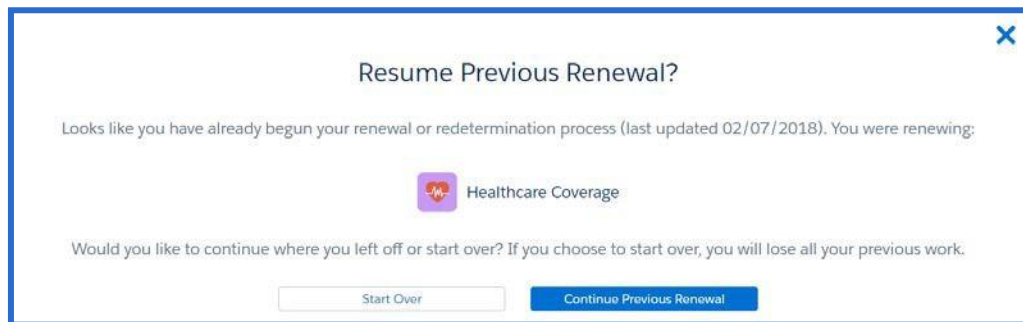 Resume Previous Renewal?
Looks like you have already begun your renewal or redetermination process (last updated 02/07/2018). You were renewing:
Healthcare Coverage
Would you like to continue where you left off or start over? If you choose to start over, you will lose all your previous work.
Start Over
Continue Previous Renewal